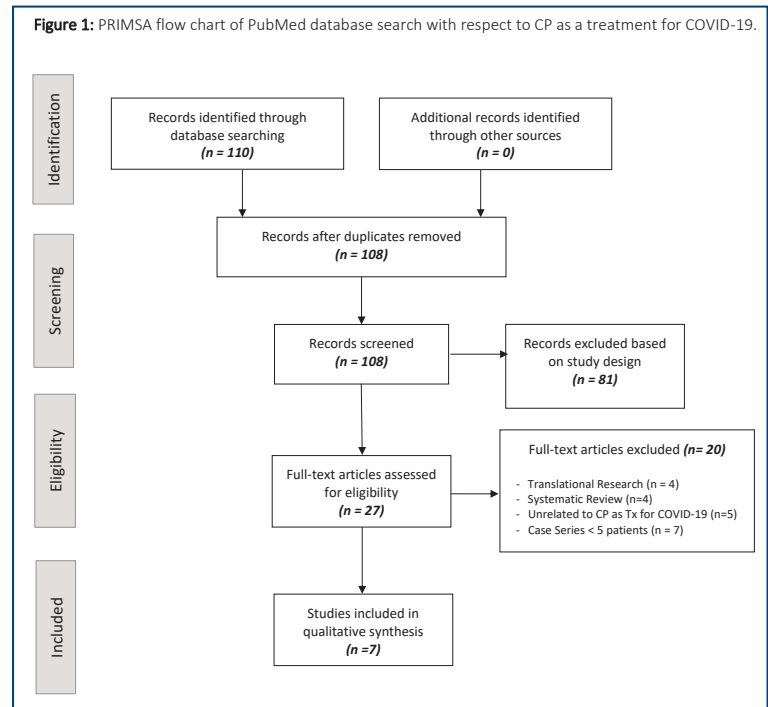 Figure 1: PRIMSA flow chart of PubMed database search with respect to CP as a treatment for COVID-19.
Identification
Records identified through
database searching
(n = 110)
Additional records identified
through other sources
(n = 0)
Records after duplicates removed
(n = 108)
Screening
Records screened
(n = 108)
Records excluded based
on study design
(n = 81)
Eligibility
Full-text articles assessed
for eligibility
(n = 27)
Full-text articles excluded (n= 20)
- Translational Research (n = 4)
- Systematic Review (n=4)
- Unrelated to CP as Tx for COVID-19 (n=5)
- Case Series < 5 patients (n = 7)
Included
Studies included in
qualitative synthesis
(n =7)